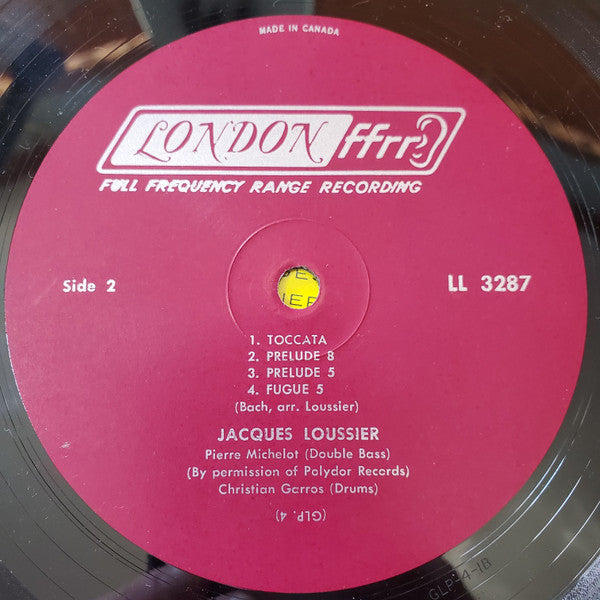 MADE IN CANADA
LONDON ffrr
FULL FREQUENCY RANGE RECORDING
Side 2
LL 3287
1. TOCCATA
2. PRELUDE 8
3. PRELUDE 5
4. FUGUE 5
(Bach, arr. Loussier)
JACQUES LOUSSIER
Pierre Michelot (Double Bass)
(By permission of Polydor Records)
Christian Garros (Drums)
(GLP. 4)